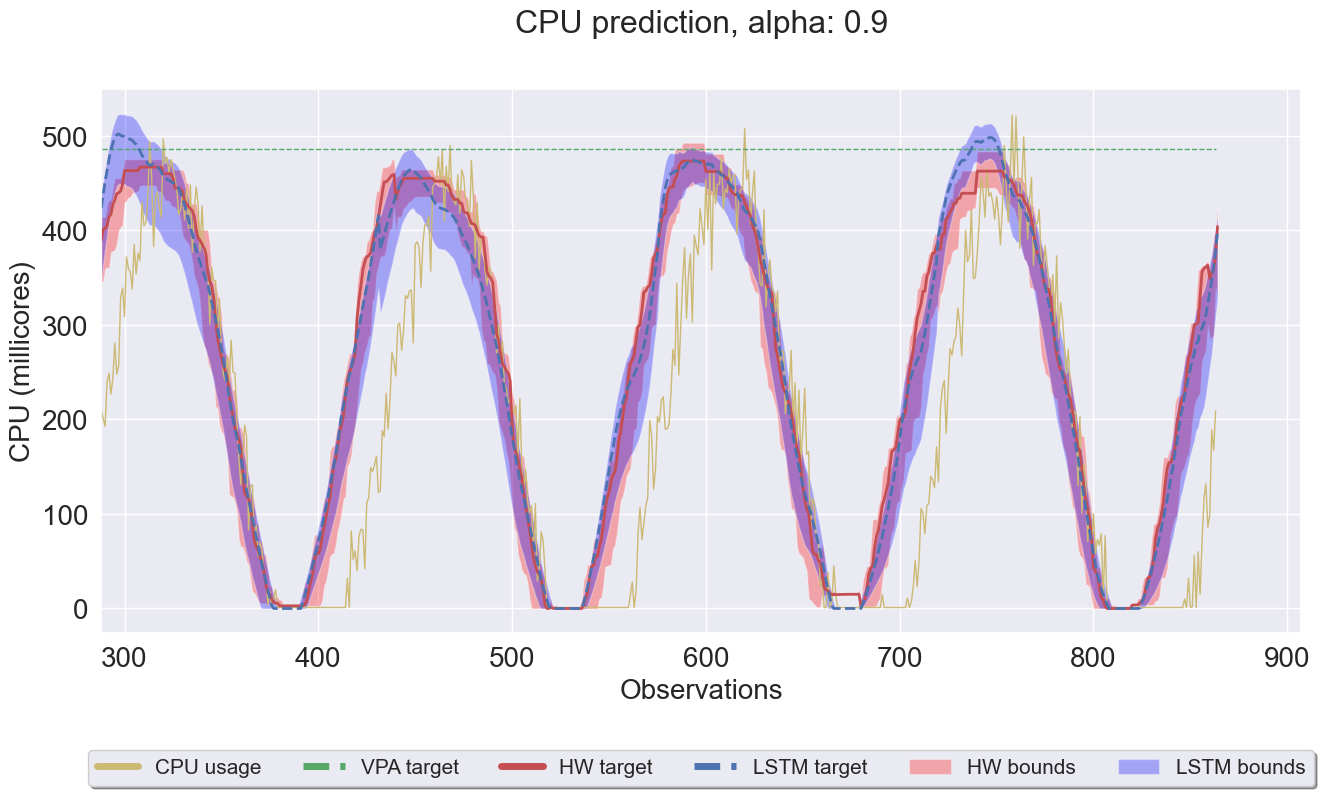 CPU prediction, alpha: 0.9
500
400
300
200
100
0
CPU (millicores)
300 400 500 600 700 800 900
Observations
CPU usage VPA target HW target LSTM target HW bounds LSTM bounds